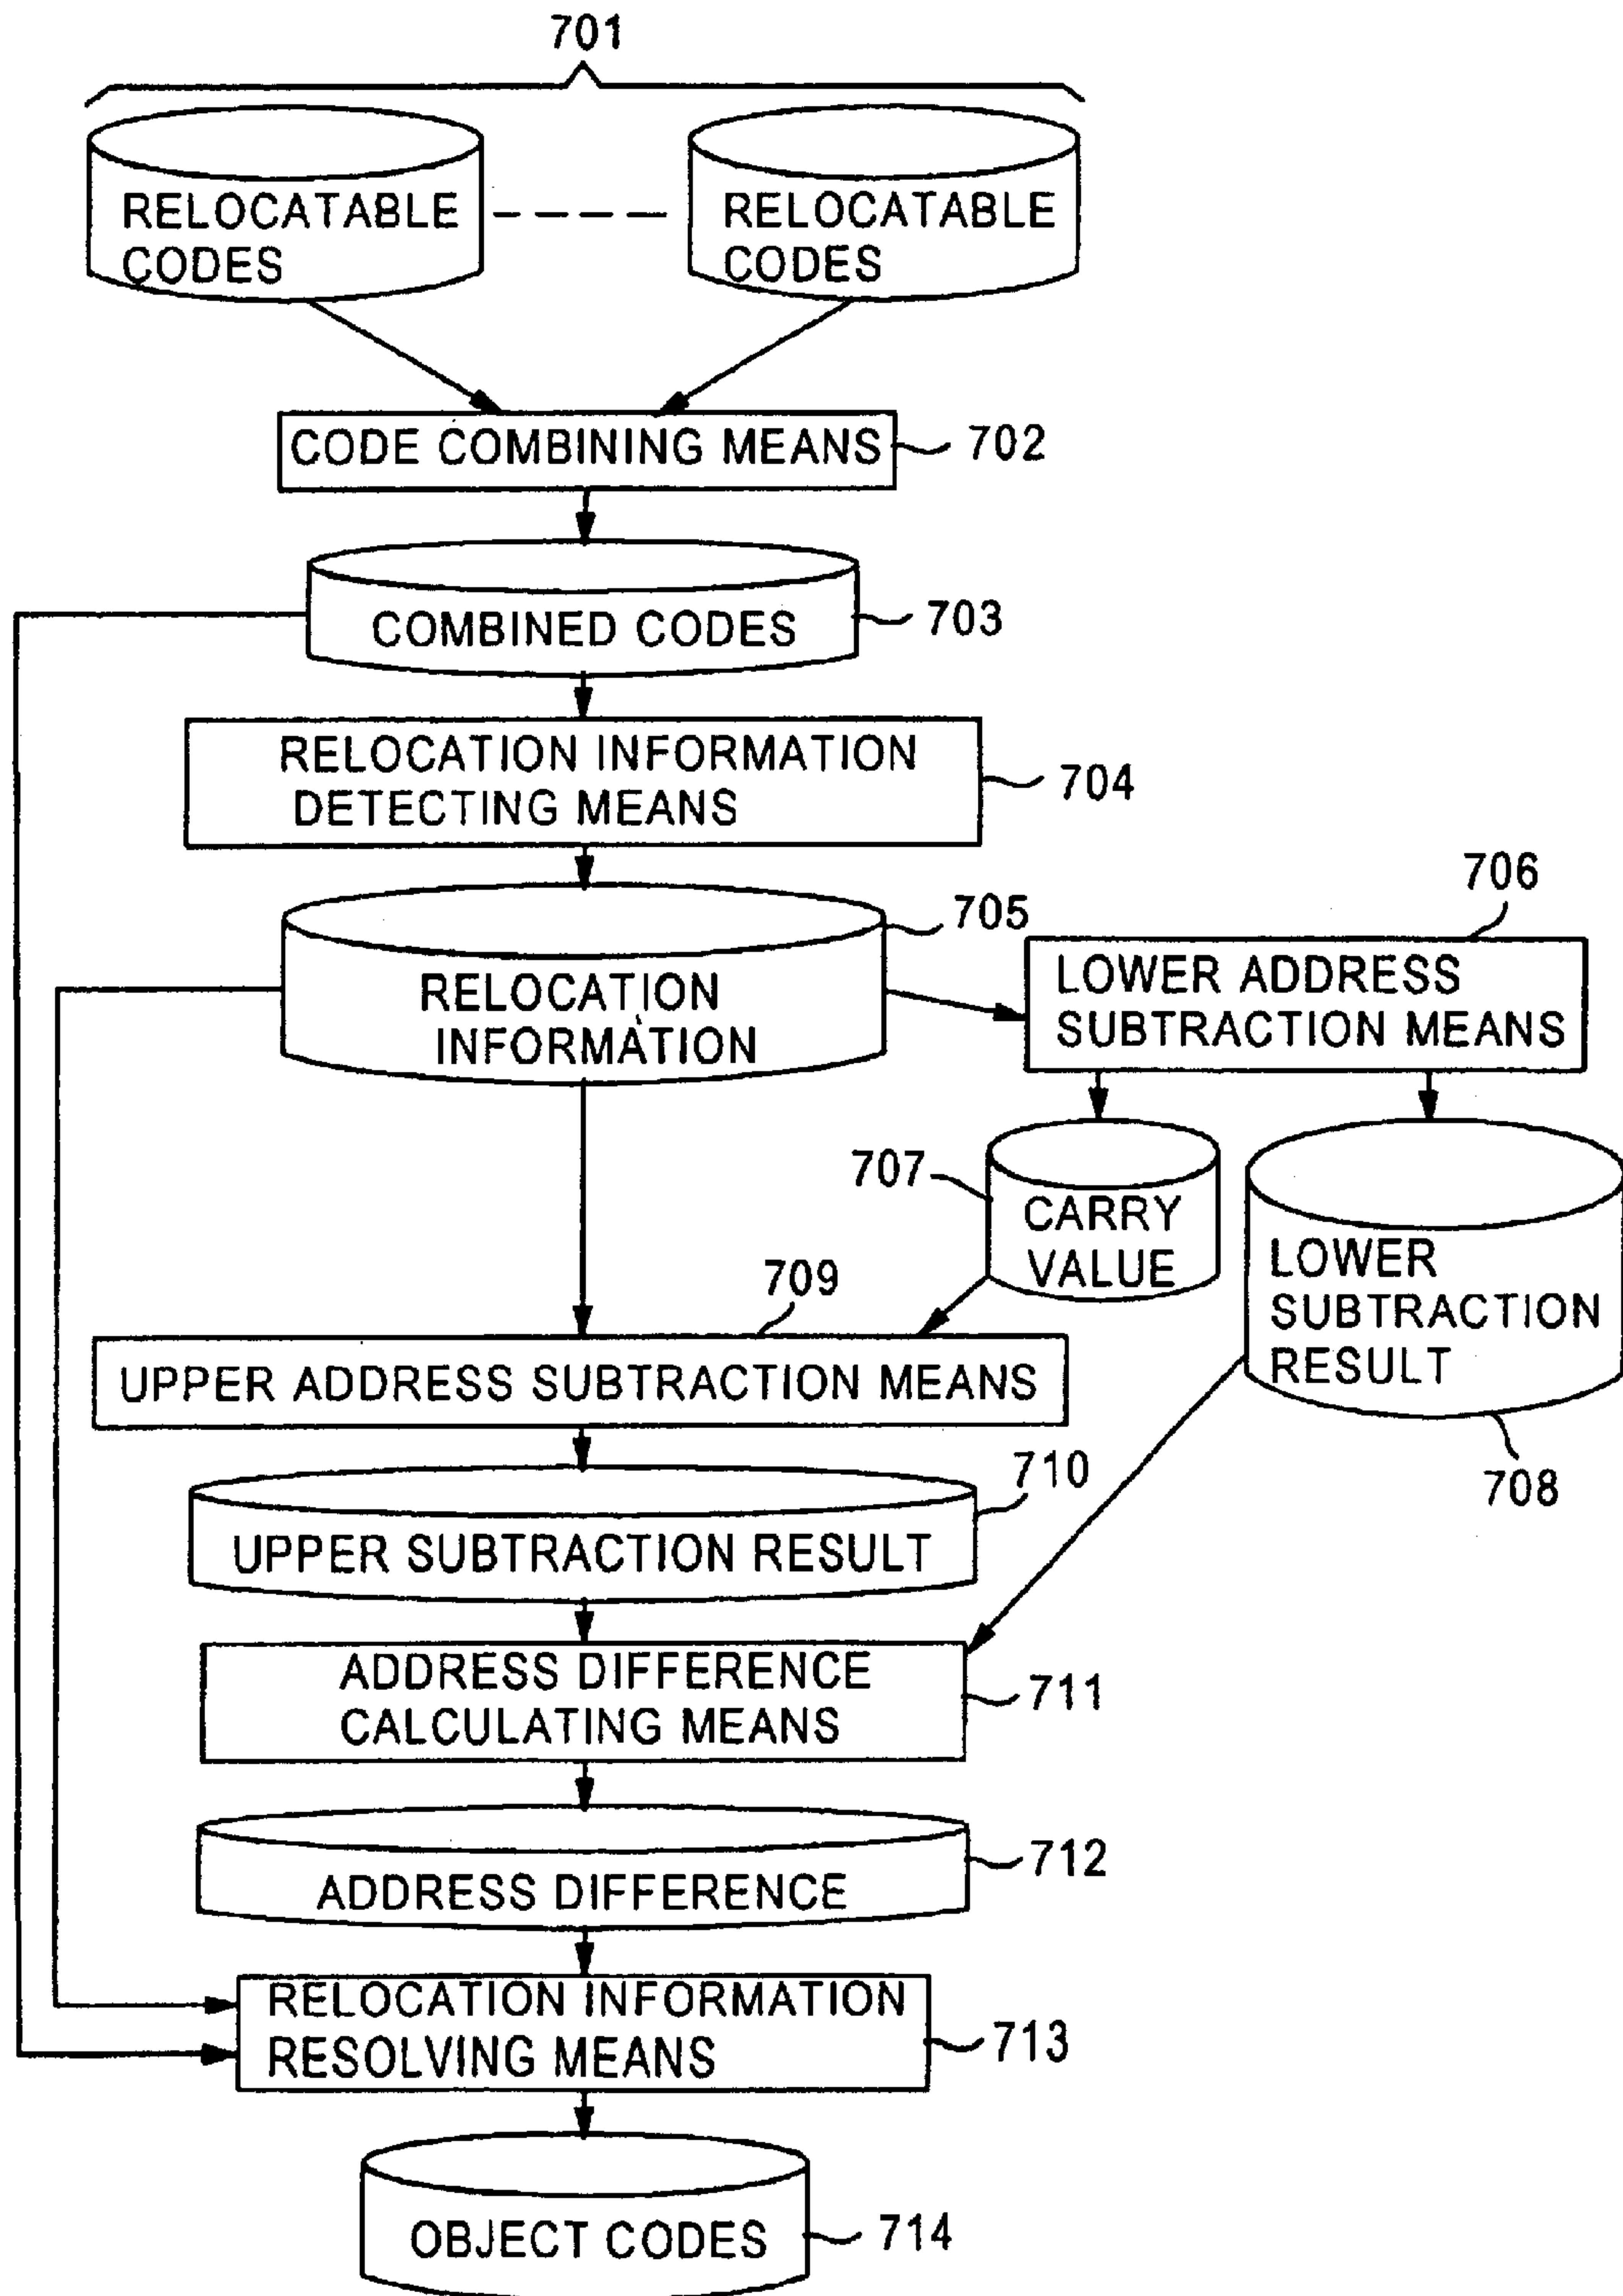 701
RELOCATABLE
CODES
RELOCATABLE
CODES
CODE COMBINING MEANS
702
COMBINED CODES
703
RELOCATION INFORMATION
DETECTING MEANS
704
705
RELOCATION
INFORMATION
706
LOWER ADDRESS
SUBTRACTION MEANS
707
CARRY
VALUE
LOWER
SUBTRACTION
RESULT
708
709
UPPER ADDRESS SUBTRACTION MEANS
710
UPPER SUBTRACTION RESULT
ADDRESS DIFFERENCE
CALCULATING MEANS
711
ADDRESS DIFFERENCE
712
RELOCATION INFORMATION
RESOLVING MEANS
713
OBJECT CODES
714